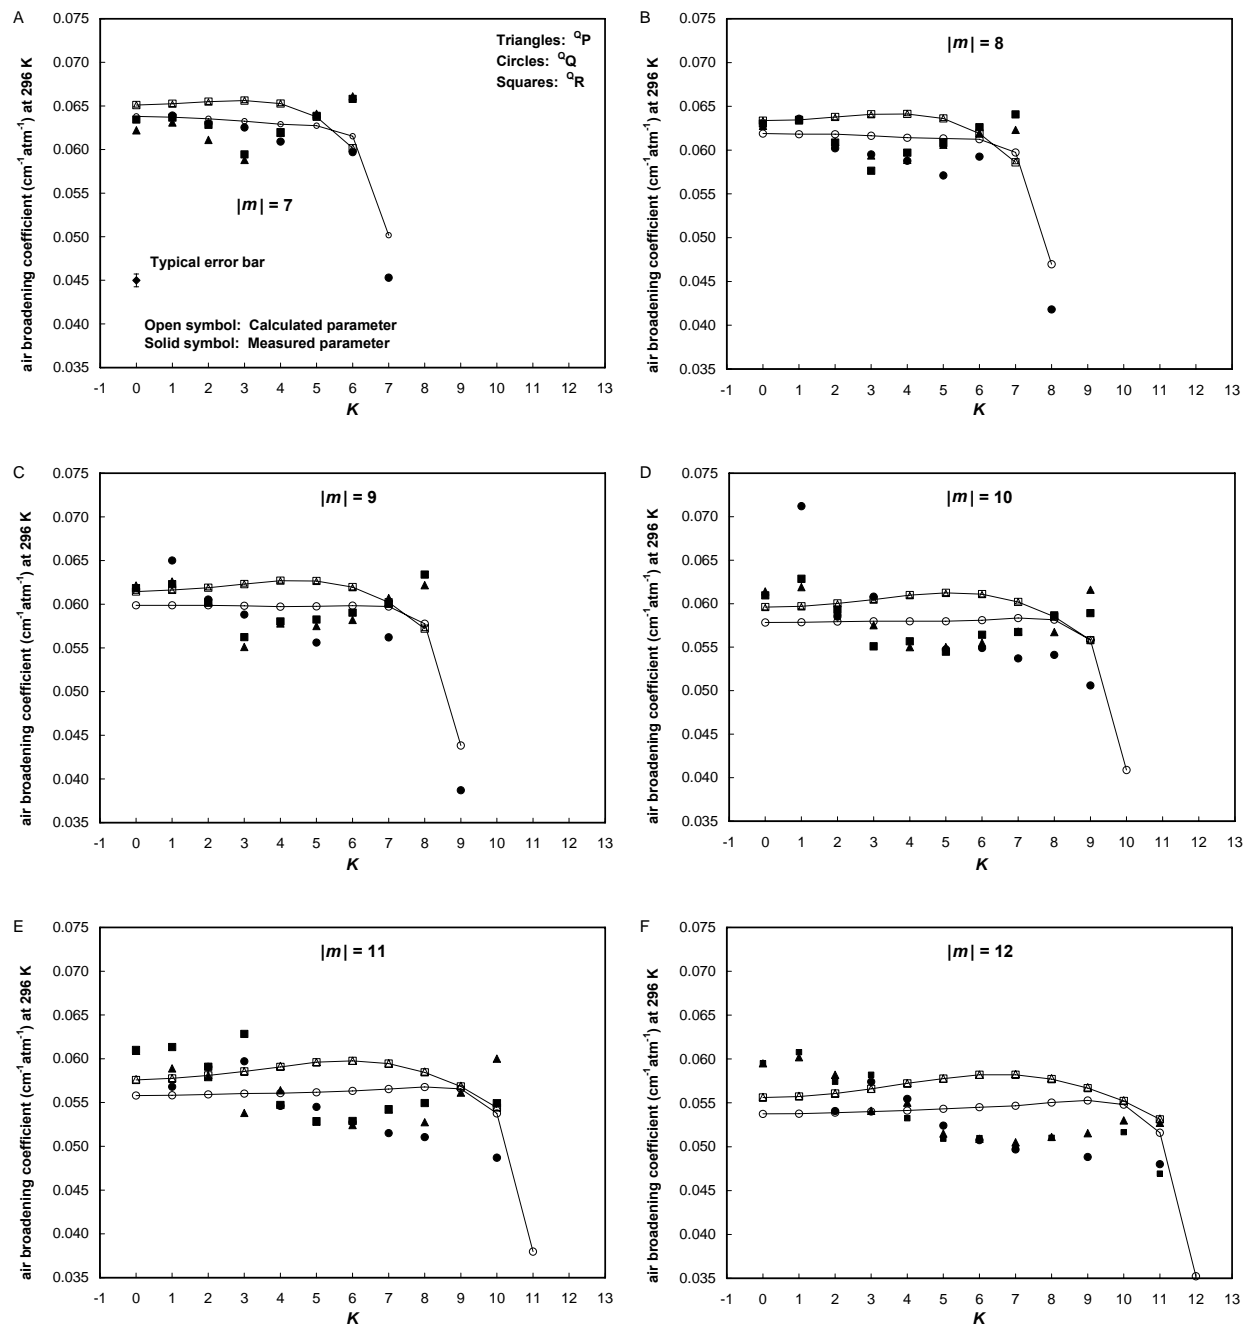 A
0.075
0.070
0.065
0.060
0.055
0.050
0.045
0.040
0.035
air broadening coefficient (cm-1atm-1) at 296 K
Triangles: QP
Circles: QQ
Squares: QR
|m| = 7
Typical error bar
Open symbol: Calculated parameter
Solid symbol: Measured parameter
-1 0 1 2 3 4 5 6 7 8 9 10 11 12 13
K
B
0.075
0.070
0.065
0.060
0.055
0.050
0.045
0.040
0.035
air broadening coefficient (cm-1atm-1) at 296 K
|m| = 8
-1 0 1 2 3 4 5 6 7 8 9 10 11 12 13
K
C
0.075
0.070
0.065
0.060
0.055
0.050
0.045
0.040
0.035
air broadening coefficient (cm-1atm-1) at 296 K
|m| = 9
-1 0 1 2 3 4 5 6 7 8 9 10 11 12 13
K
D
0.075
0.070
0.065
0.060
0.055
0.050
0.045
0.040
0.035
air broadening coefficient (cm-1atm-1) at 296 K
|m| = 10
-1 0 1 2 3 4 5 6 7 8 9 10 11 12 13
K
E
0.075
0.070
0.065
0.060
0.055
0.050
0.045
0.040
0.035
air broadening coefficient (cm-1atm-1) at 296 K
|m| = 11
-1 0 1 2 3 4 5 6 7 8 9 10 11 12 13
K
F
0.075
0.070
0.065
0.060
0.055
0.050
0.045
0.040
0.035
air broadening coefficient (cm-1atm-1) at 296 K
|m| = 12
-1 0 1 2 3 4 5 6 7 8 9 10 11 12 13
K